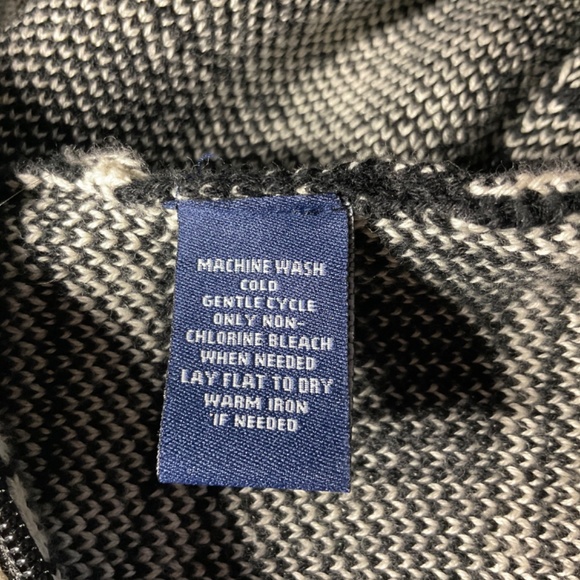 MACHINE WASH
COLD
GENTLE CYCLE
ONLY NON-
CHLORINE BLEACH
WHEN NEEDED
LAY FLAT TO DRY
WARM IRON
IF NEEDED